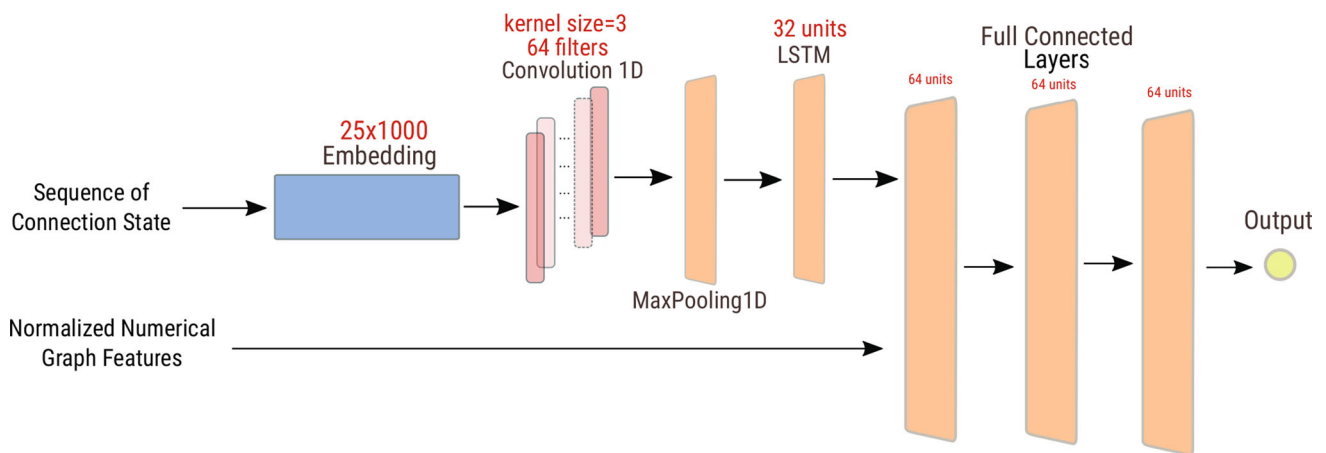 kernel size=3
64 filters
Convolution 1D
32 units
LSTM
Full Connected
Layers
64 units
64 units
64 units
25x1000
Embedding
...
...
...
...
Sequence of
Connection State
Output
MaxPooling1D
Normalized Numerical
Graph Features